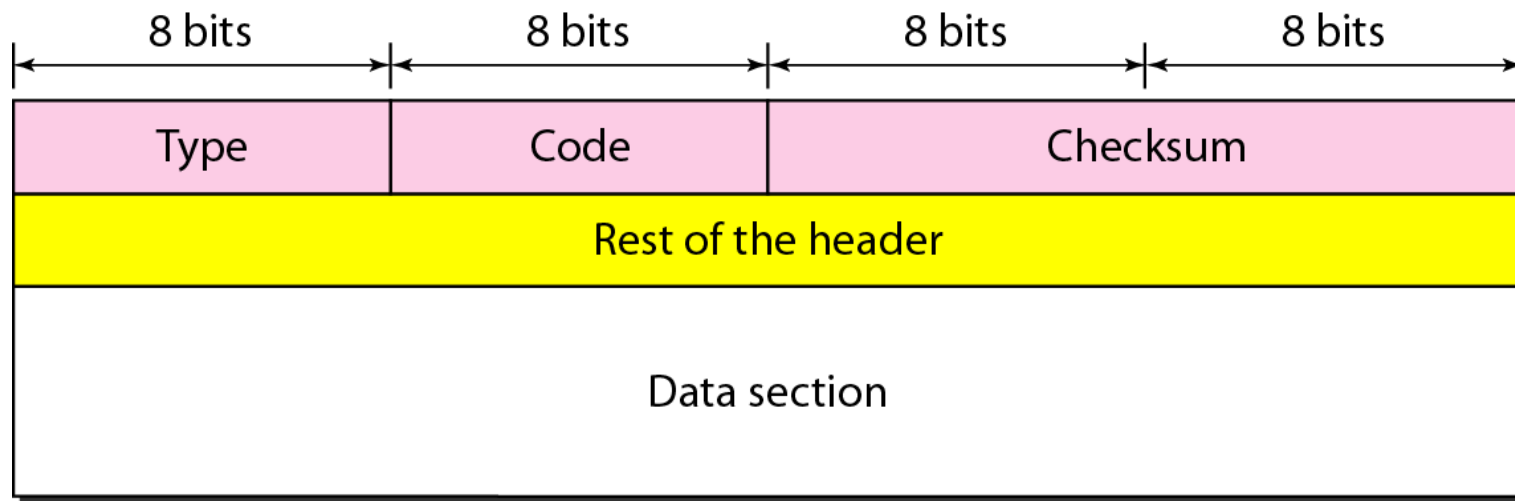 8 bits 8 bits 8 bits 8 bits
Type Code Checksum
Rest of the header
Data section